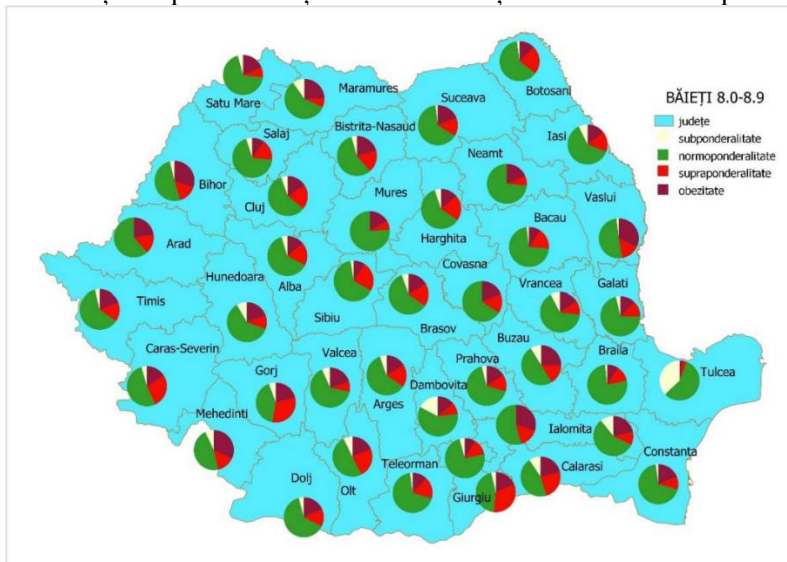 BĂIEȚI 8.0-8.9
județe
subponderalitate
normoponderalitate
supraponderalitate
obezitate
Satu Mare
Maramures
Suceava
Botosani
Salaj
Bistrita-Nasaud
Iasi
Bihor
Cluj
Neamt
Mures
Vaslui
Arad
Harghita
Bacau
Hunedoara
Alba
Covasna
Timis
Sibiu
Brasov
Vrancea
Galati
Caras-Severin
Valcea
Buzau
Gorj
Prahova
Braila
Mehedinti
Arges
Dambovita
Tulcea
Ialomita
Dolj
Olt
Teleorman
Giurgiu
Calarasi
Constanta